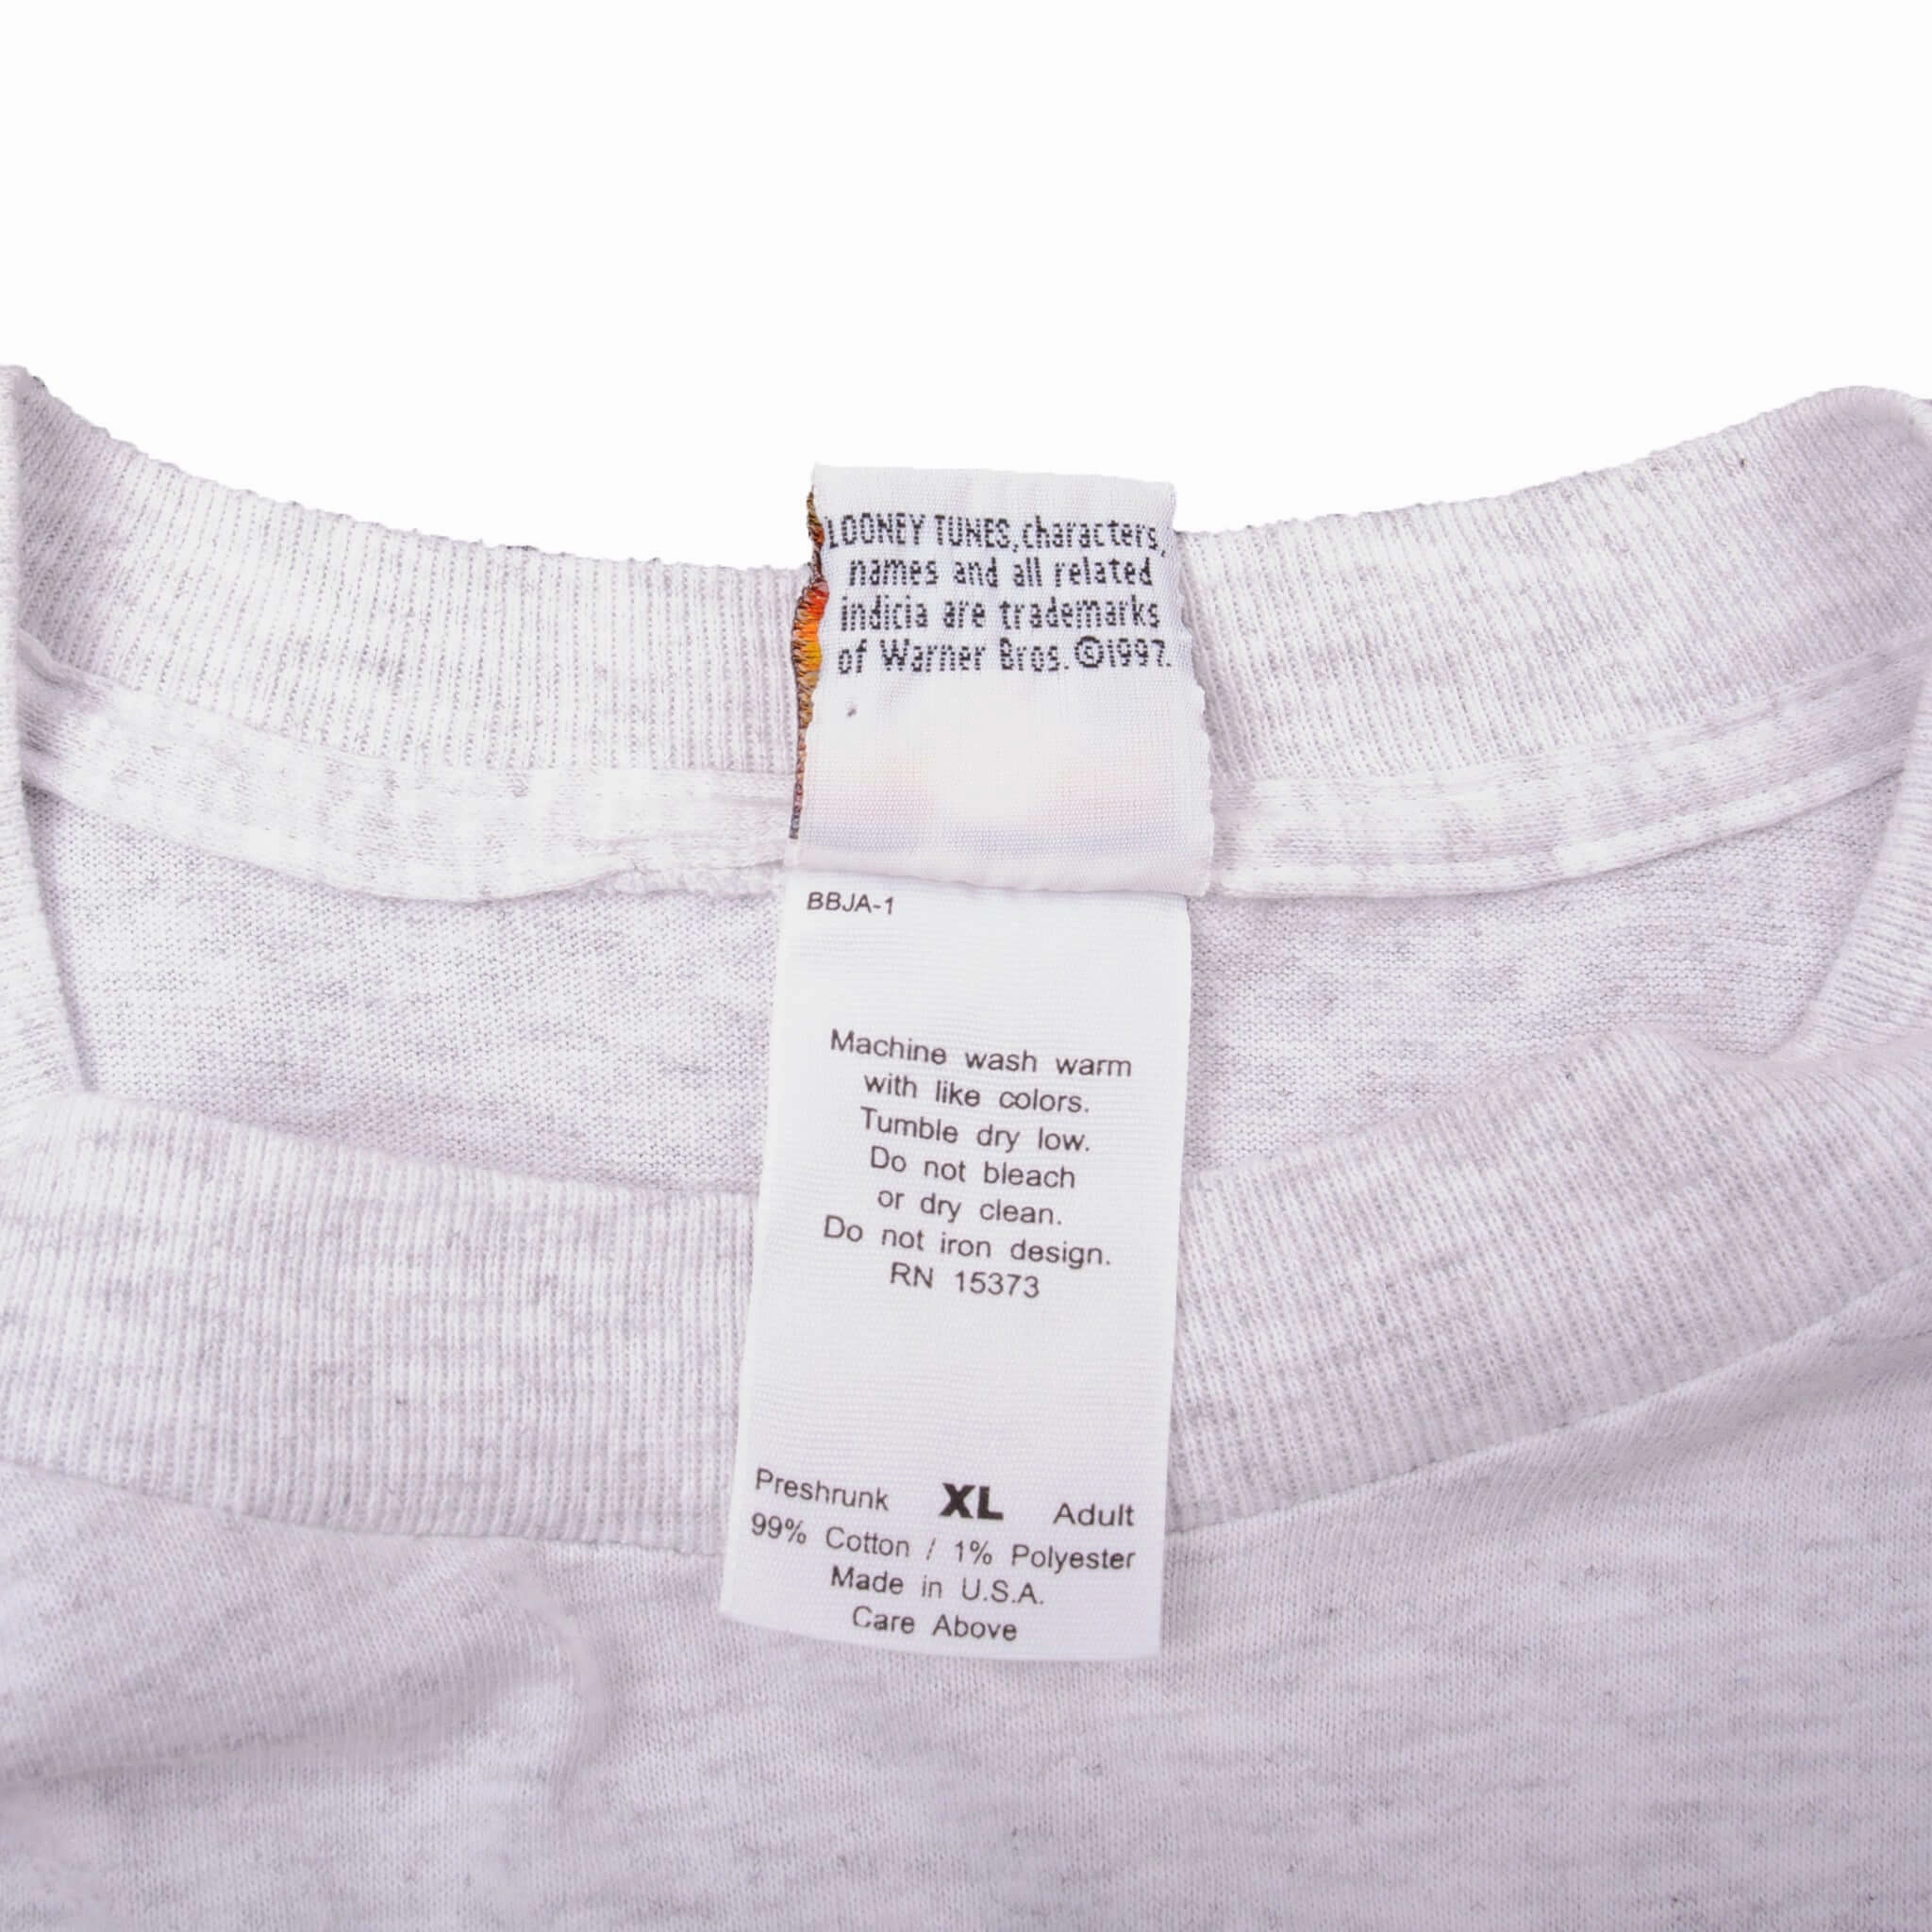 LOONEY TUNES, characters,
names and all related
indicia are trademarks
of Warner Bros. ©1997.
BBJA-1
Machine wash warm
with like colors.
Tumble dry low.
Do not bleach
or dry clean.
Do not iron design.
RN 15373
Preshrunk XL Adult
99% Cotton / 1% Polyester
Made in U.S.A.
Care Above